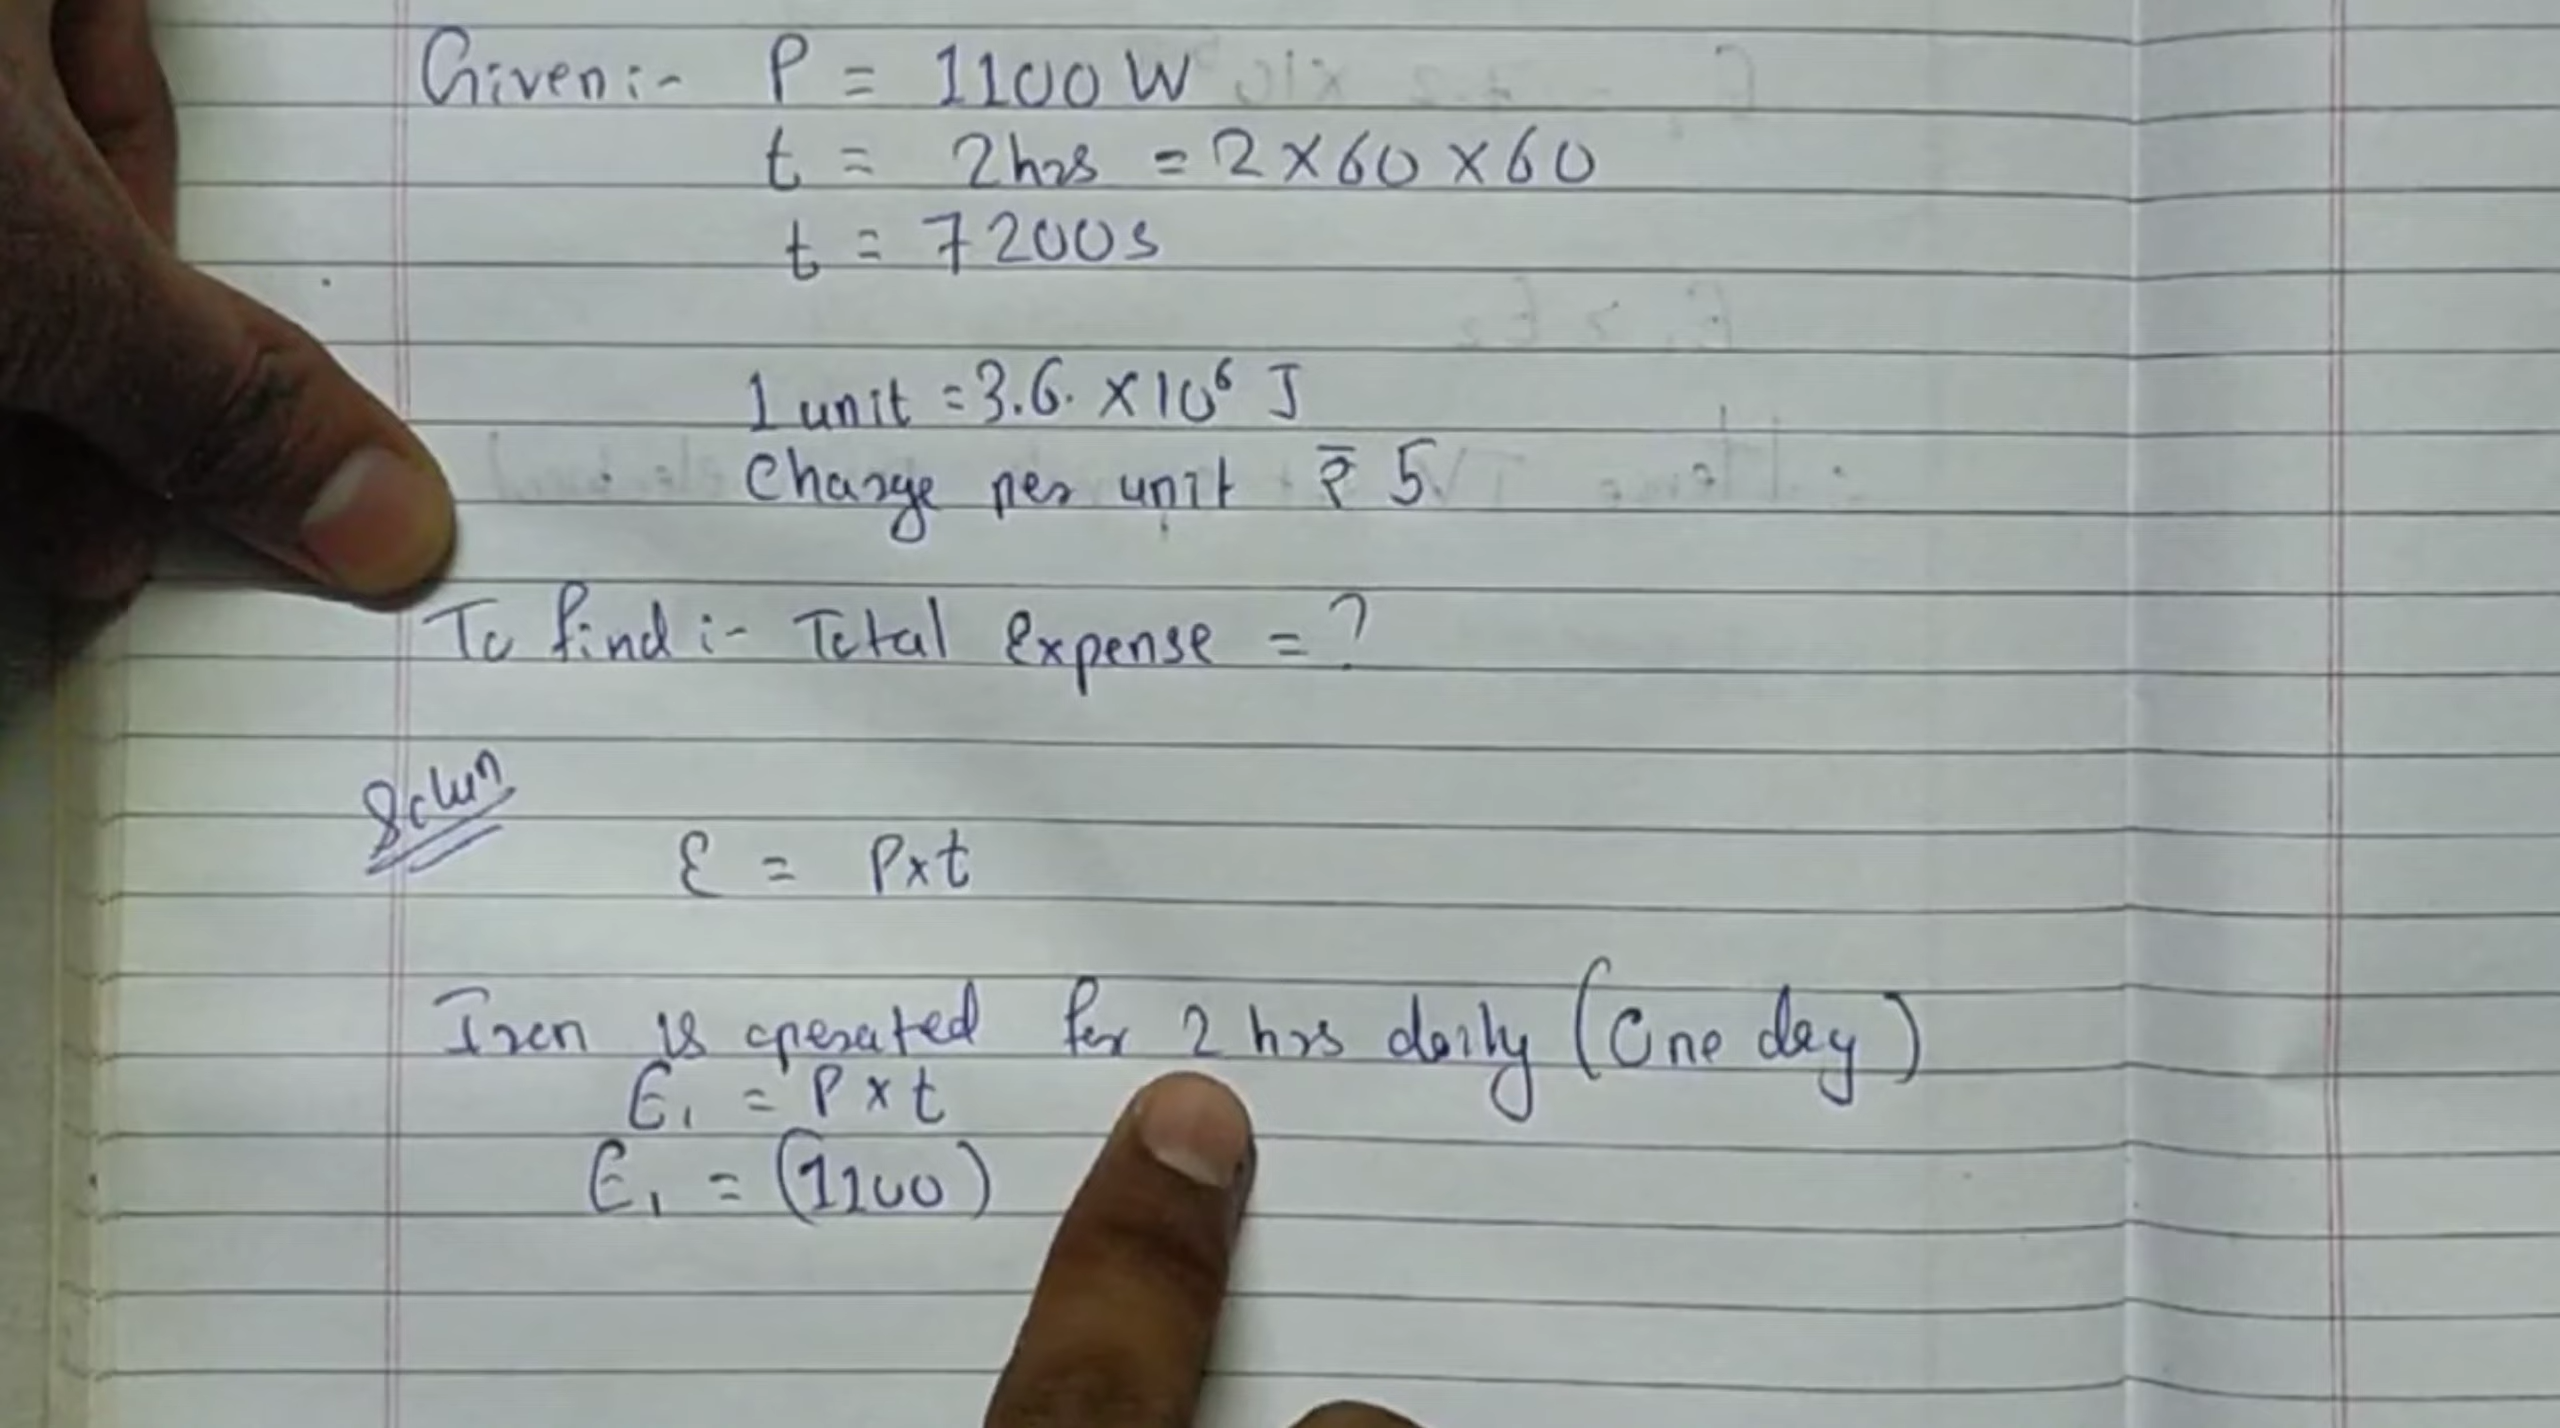 Given :- P = 1100 W
t = 2hrs = 2 × 60 × 60
t = 7200s
1 unit = 3.6. × 10⁶ J
Charge per unit ₹ 5
To find :- Total Expense = ?
Solun
E = P×t
Iron is operated for 2 hrs daily (One day)
E₁ = P × t
E₁ = (1100)